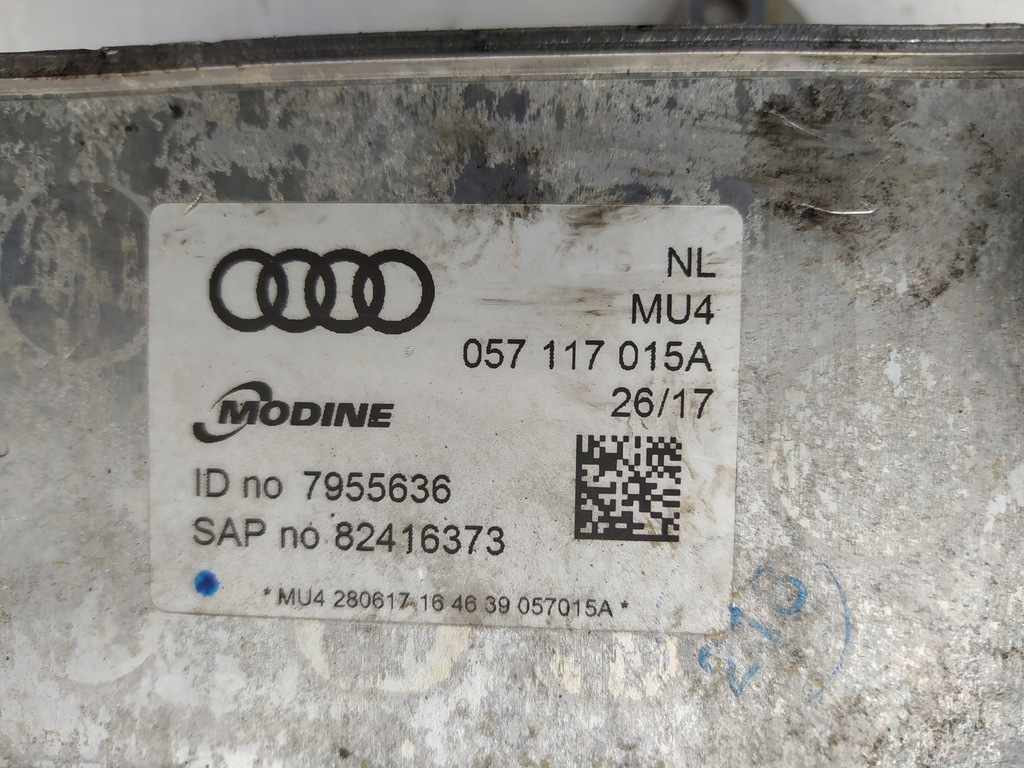 NL
MU4
057 117 015A
26/17
MODINE
ID no 7955636
SAP no 82416373
*MU4 280617 16 46 39 057015A*